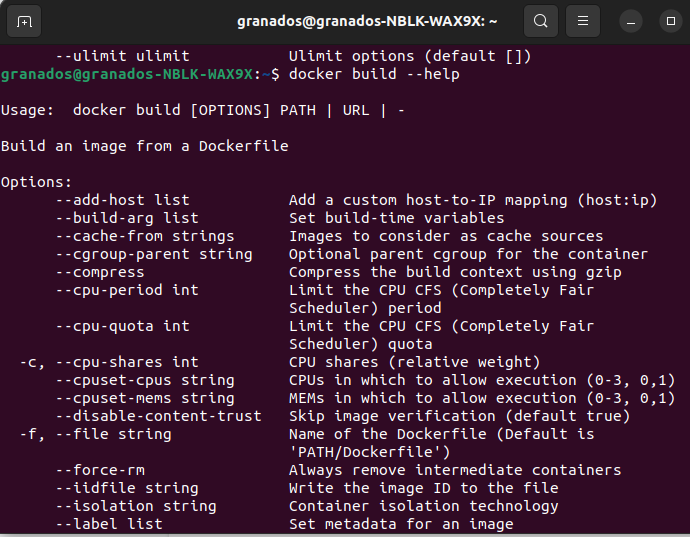 granados@granados-NBLK-WAX9X: ~
--ulimit ulimit Ulimit options (default [])
granados@granados-NBLK-WAX9X:~$ docker build --help
Usage: docker build [OPTIONS] PATH | URL | -
Build an image from a Dockerfile
Options:
--add-host list Add a custom host-to-IP mapping (host:ip)
--build-arg list Set build-time variables
--cache-from strings Images to consider as cache sources
--cgroup-parent string Optional parent cgroup for the container
--compress Compress the build context using gzip
--cpu-period int Limit the CPU CFS (Completely Fair
Scheduler) period
--cpu-quota int Limit the CPU CFS (Completely Fair
Scheduler) quota
-c, --cpu-shares int CPU shares (relative weight)
--cpuset-cpus string CPUs in which to allow execution (0-3, 0,1)
--cpuset-mems string MEMs in which to allow execution (0-3, 0,1)
--disable-content-trust Skip image verification (default true)
-f, --file string Name of the Dockerfile (Default is
'PATH/Dockerfile')
--force-rm Always remove intermediate containers
--iidfile string Write the image ID to the file
--isolation string Container isolation technology
--label list Set metadata for an image